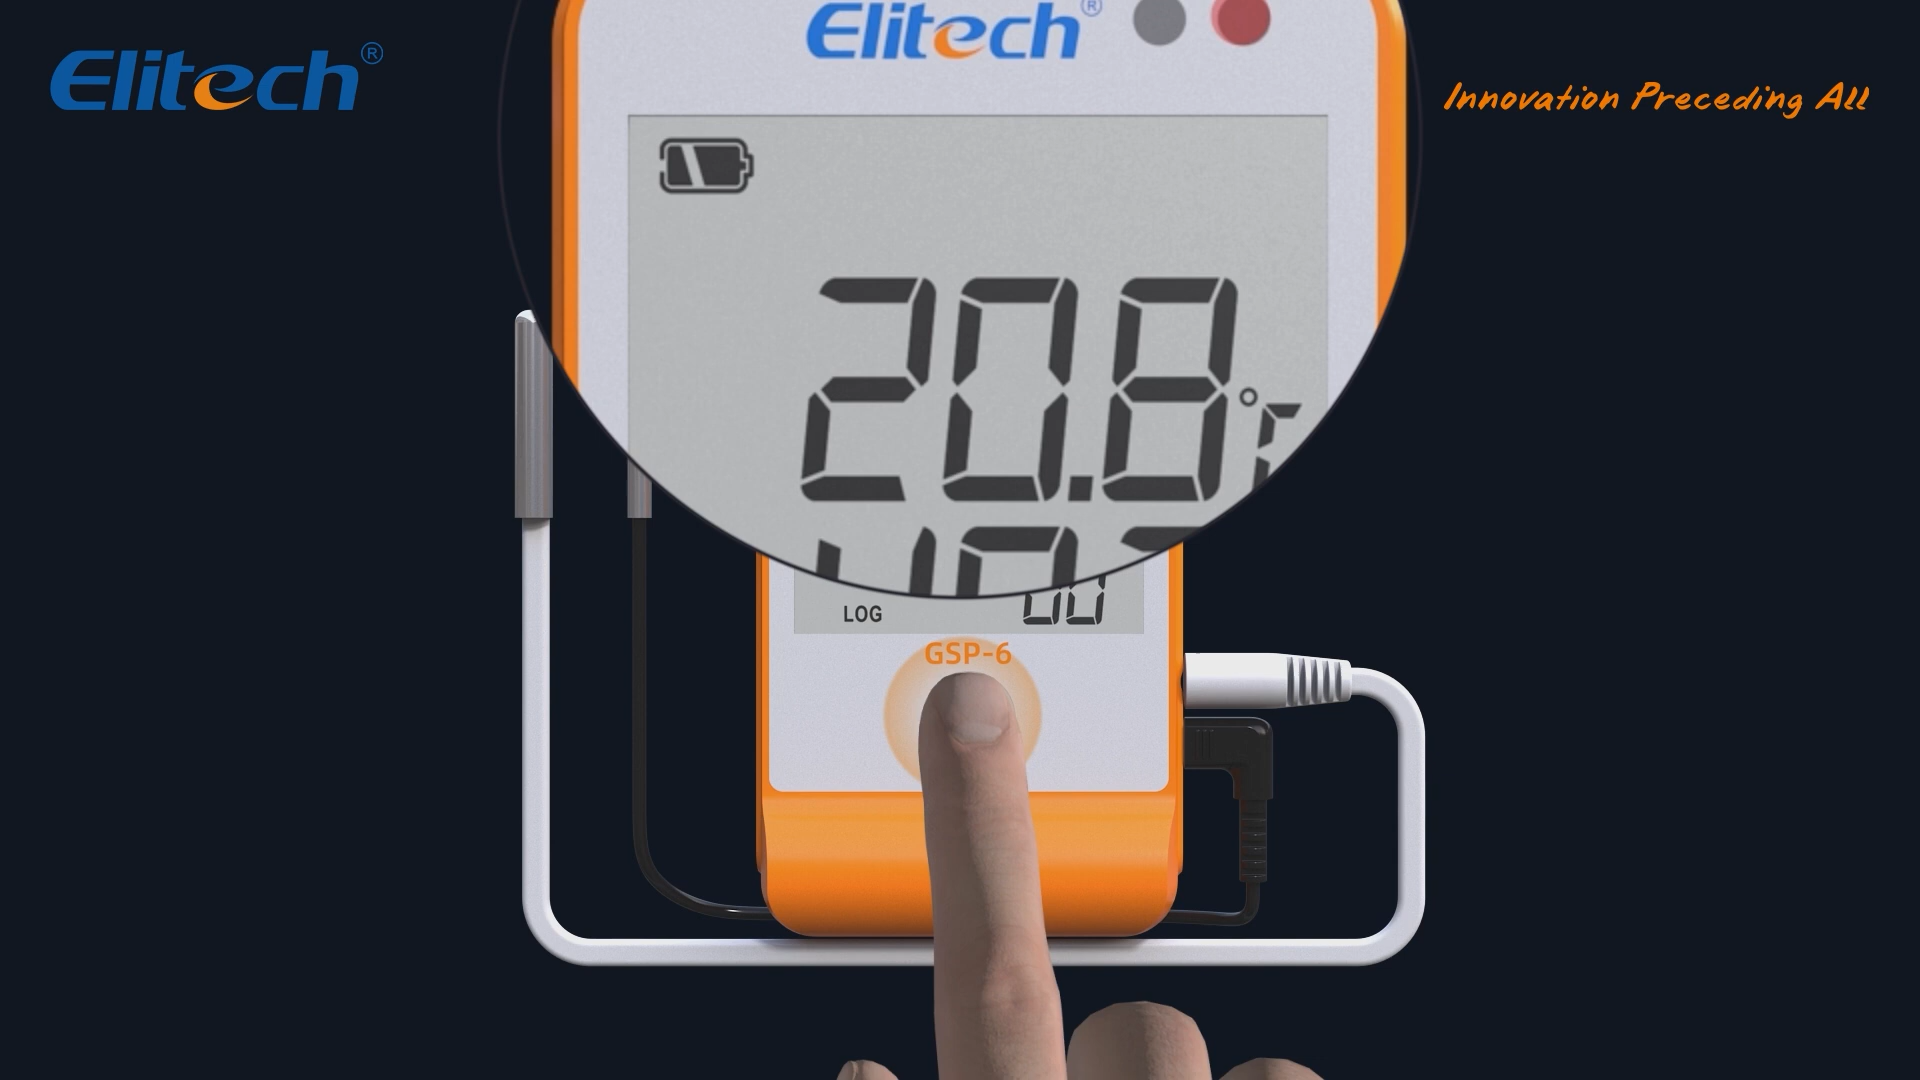 Elitech®
Elitech®
Innovation Preceding All
20.8°C
LOG
GSP-6